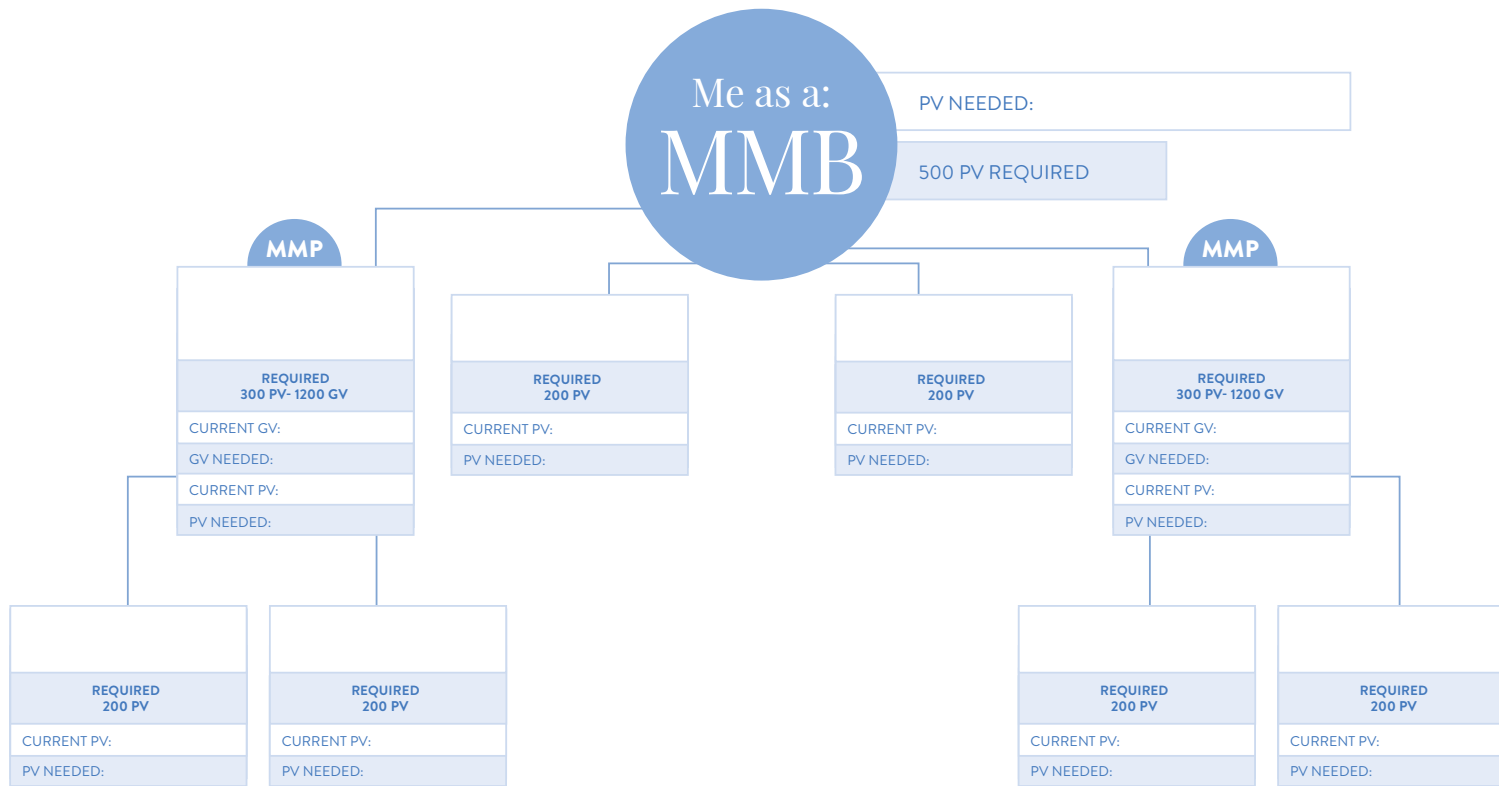 Me as a:
MMB
PV NEEDED:
500 PV REQUIRED
MMP
REQUIRED
300 PV- 1200 GV
CURRENT GV:
GV NEEDED:
CURRENT PV:
PV NEEDED:
REQUIRED
200 PV
CURRENT PV:
PV NEEDED:
REQUIRED
200 PV
CURRENT PV:
PV NEEDED:
MMP
REQUIRED
300 PV- 1200 GV
CURRENT GV:
GV NEEDED:
CURRENT PV:
PV NEEDED:
REQUIRED
200 PV
CURRENT PV:
PV NEEDED:
REQUIRED
200 PV
CURRENT PV:
PV NEEDED:
REQUIRED
200 PV
CURRENT PV:
PV NEEDED:
REQUIRED
200 PV
CURRENT PV:
PV NEEDED: